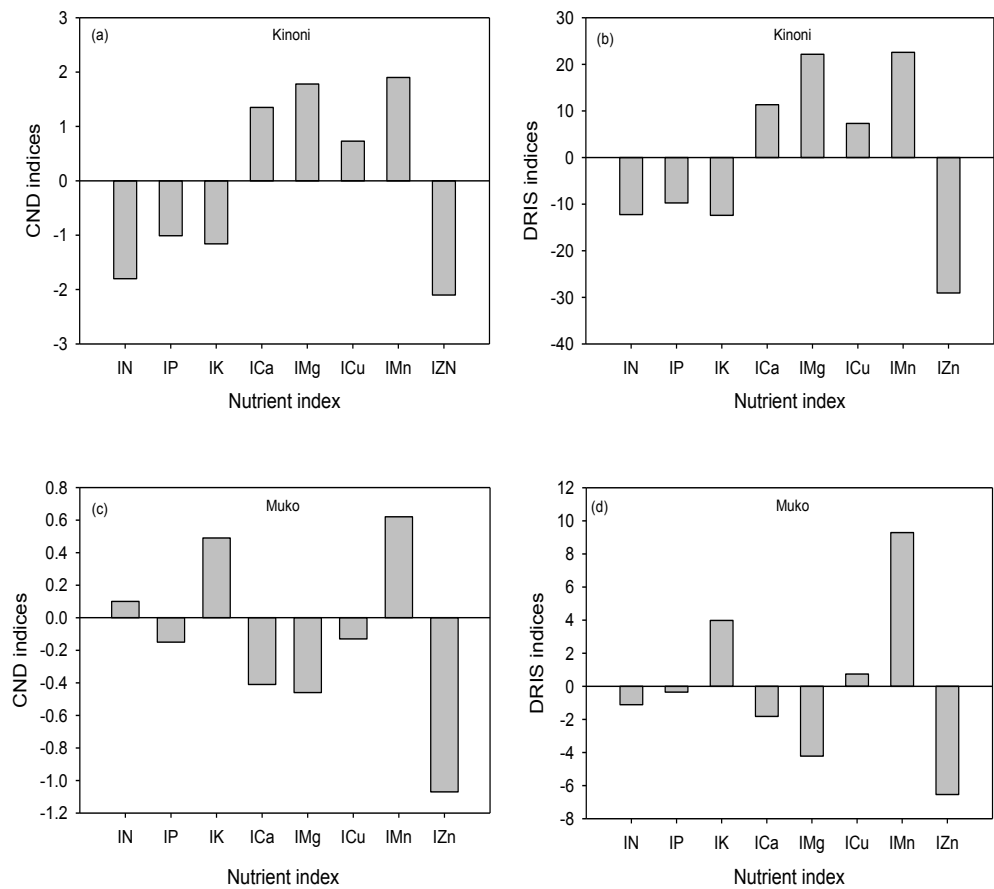 (a) Kinoni
3
2
1
0
-1
-2
-3
CND indices
IN IP IK ICa IMg ICu IMn IZN
Nutrient index
(b) Kinoni
30
20
10
0
-10
-20
-30
-40
DRIS indices
IN IP IK ICa IMg ICu IMn IZn
Nutrient index
(c) Muko
0.8
0.6
0.4
0.2
0.0
-0.2
-0.4
-0.6
-0.8
-1.0
-1.2
CND indices
IN IP IK ICa IMg ICu IMn IZn
Nutrient index
(d) Muko
12
10
8
6
4
2
0
-2
-4
-6
-8
DRIS indices
IN IP IK ICa IMg ICu IMn IZn
Nutrient index